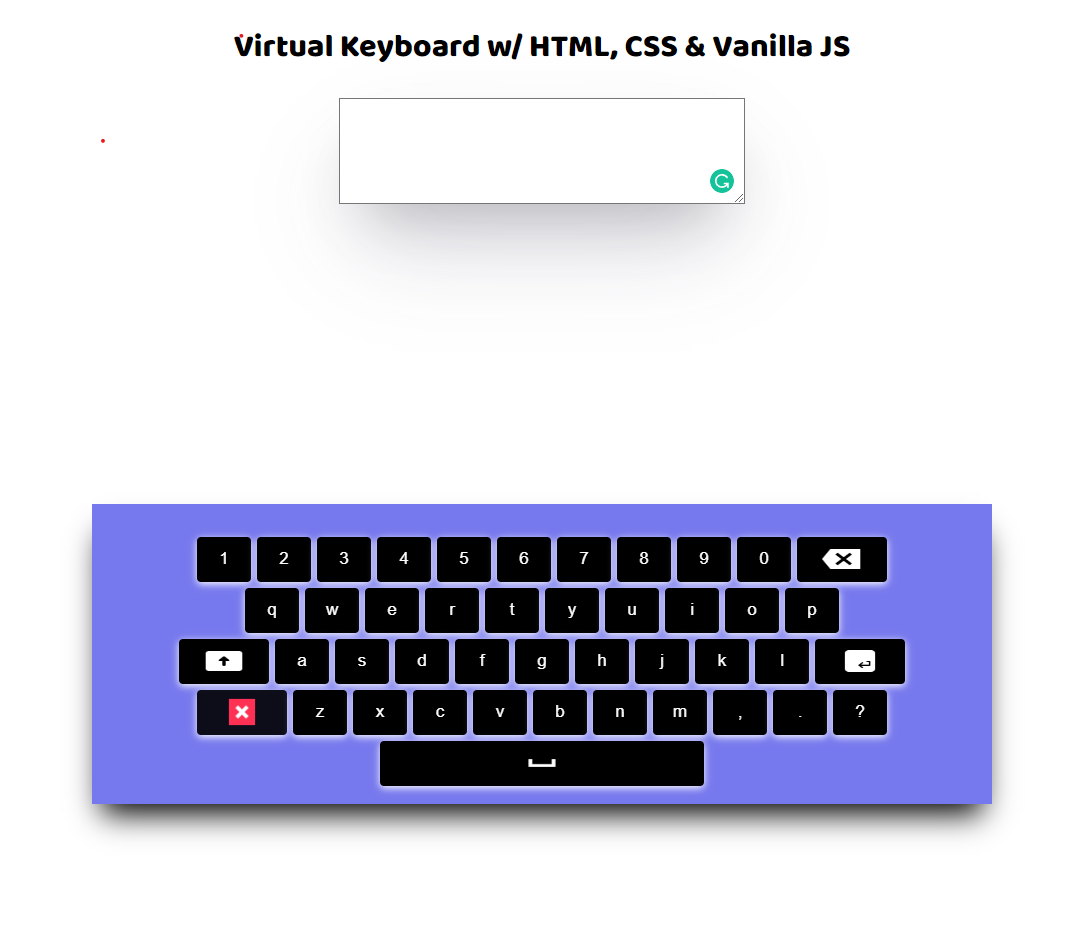 Virtual Keyboard w/ HTML, CSS & Vanilla JS
1 2 3 4 5 6 7 8 9 0
q w e r t y u i o p
a s d f g h j k l
z x c v b n m , . ?